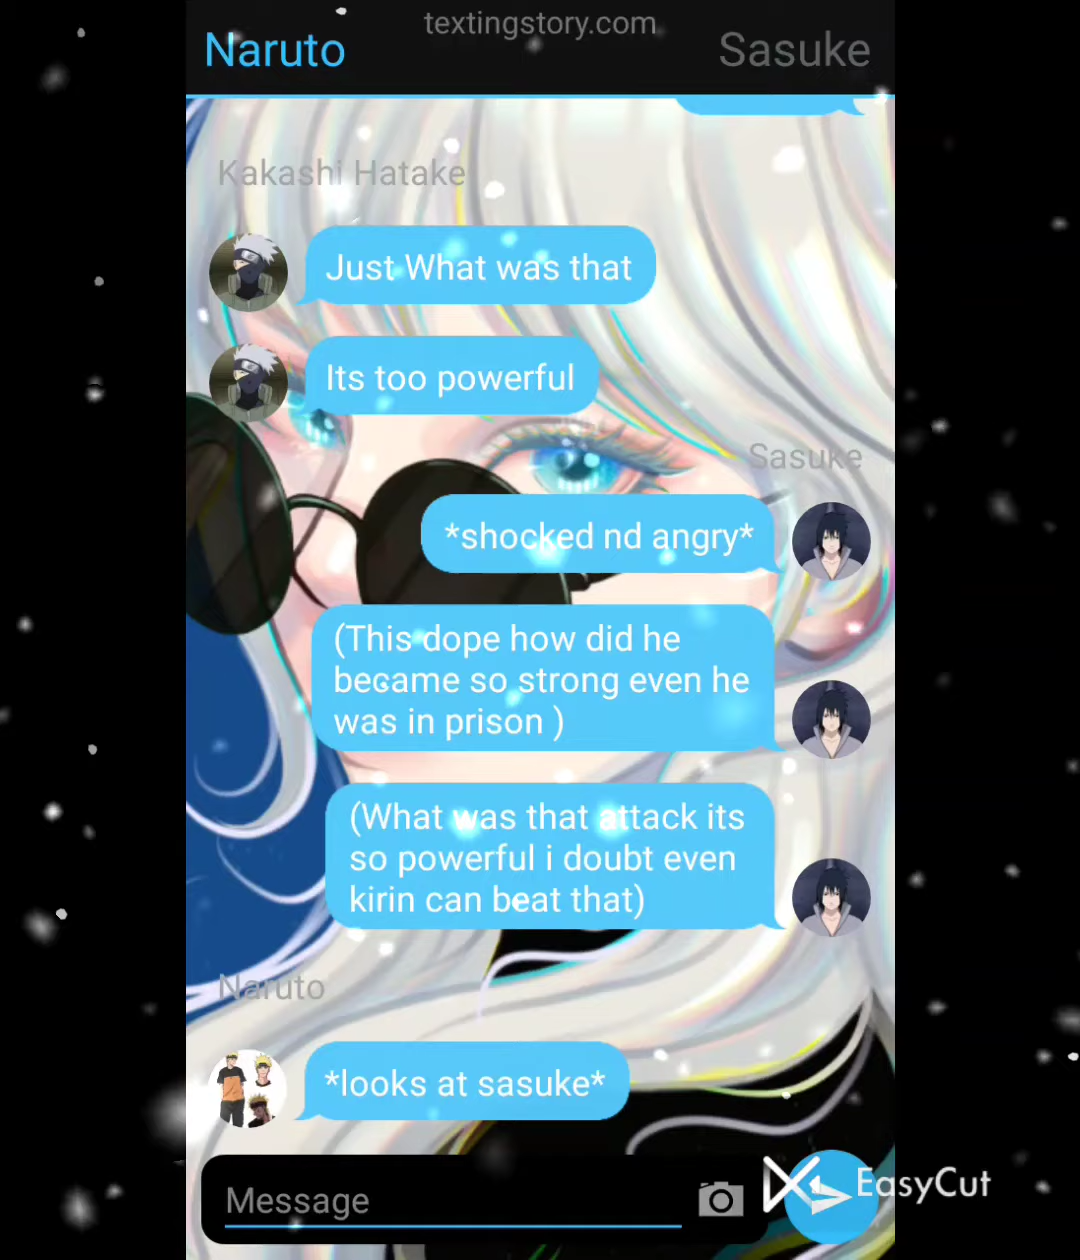 textingstory.com
Naruto
Sasuke
Kakashi Hatake
Just What was that
Its too powerful
Sasuke
*shocked nd angry*
(This dope how did he
became so strong even he
was in prison )
(What was that attack its
so powerful i doubt even
kirin can beat that)
Naruto
*looks at sasuke*
Message
EasyCut